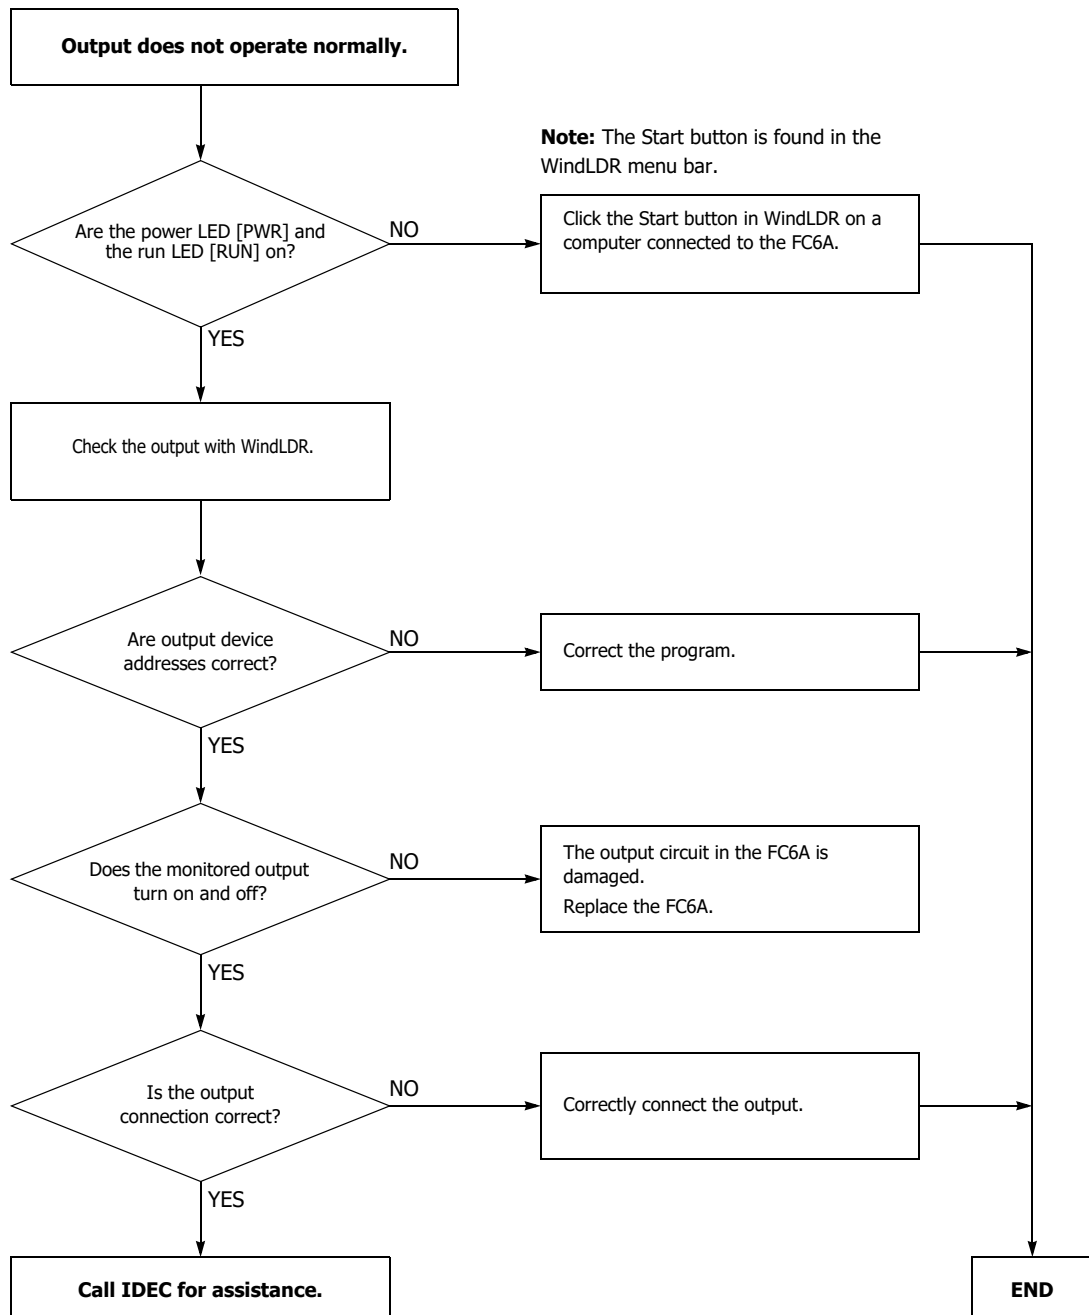 Output does not operate normally.
Note: The Start button is found in the
WindLDR menu bar.
Are the power LED [PWR] and
the run LED [RUN] on?
NO
Click the Start button in WindLDR on a
computer connected to the FC6A.
YES
Check the output with WindLDR.
Are output device
addresses correct?
NO
Correct the program.
YES
Does the monitored output
turn on and off?
NO
The output circuit in the FC6A is
damaged.
Replace the FC6A.
YES
Is the output
connection correct?
NO
Correctly connect the output.
YES
Call IDEC for assistance.
END